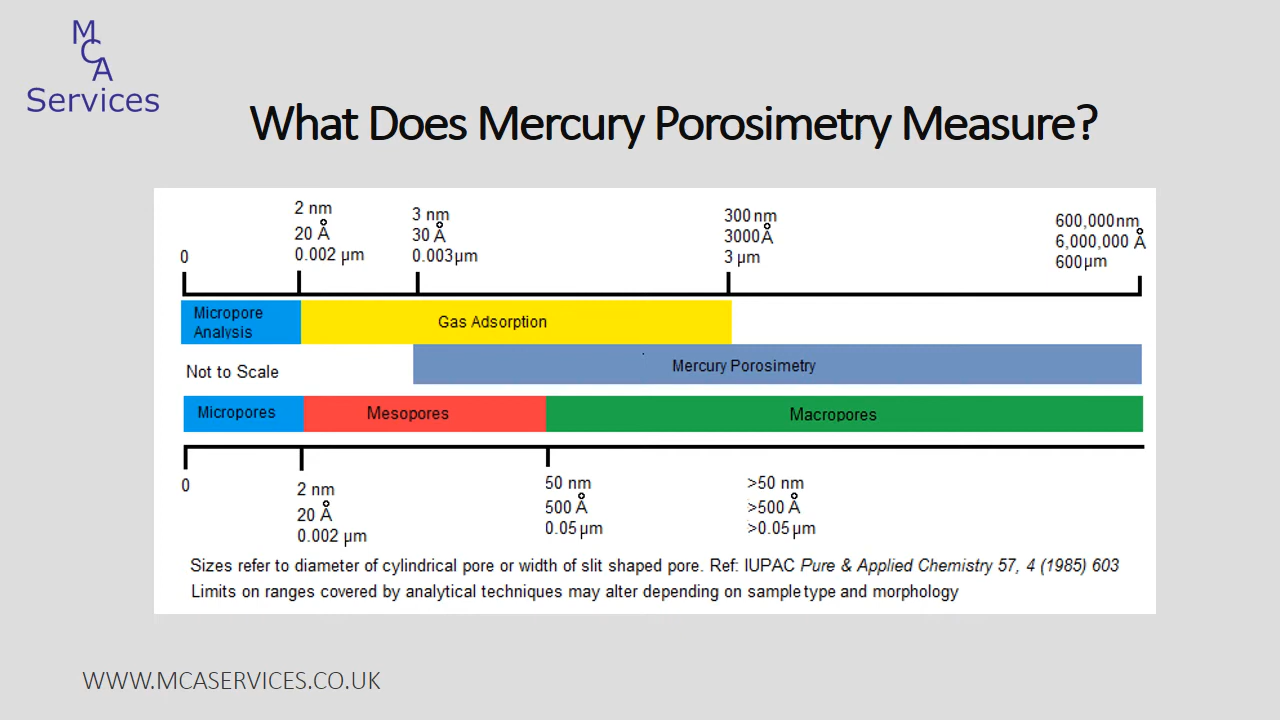 M
C
A
Services
What Does Mercury Porosimetry Measure?
0
2 nm
20 Å
0.002 µm
3 nm
30 Å
0.003µm
300 nm
3000Å
3 µm
600,000nm
6,000,000 Å
600µm
Micropore
Analysis
Gas Adsorption
Mercury Porosimetry
Not to Scale
Micropores
Mesopores
Macropores
0
2 nm
20 Å
0.002 µm
50 nm
500 Å
0.05 µm
>50 nm
>500 Å
>0.05 µm
Sizes refer to diameter of cylindrical pore or width of slit shaped pore. Ref: IUPAC Pure & Applied Chemistry 57, 4 (1985) 603
Limits on ranges covered by analytical techniques may alter depending on sample type and morphology
WWW.MCASERVICES.CO.UK